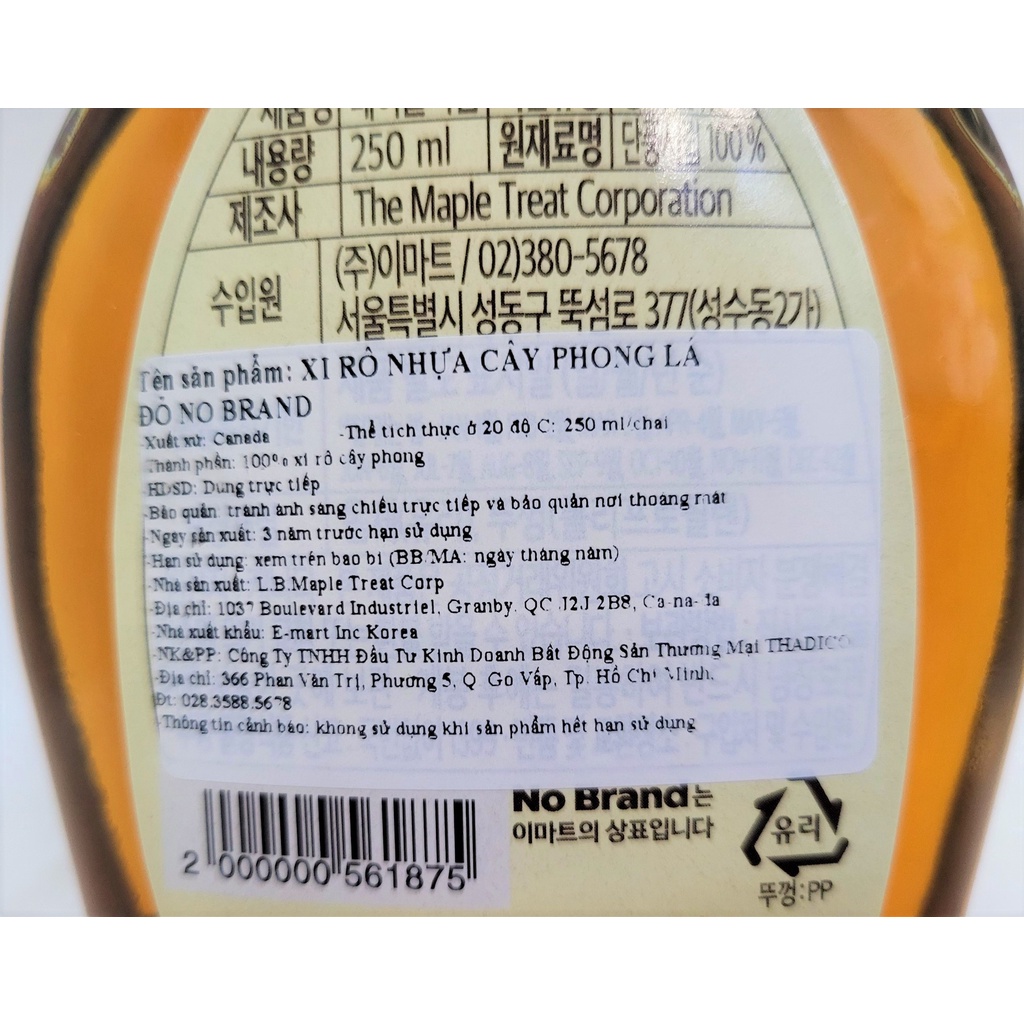 내용량 250 ml 원재료명 100%
제조사 The Maple Treat Corporation
수입원 (주)이마트 / 02)380-5678
서울특별시 성동구 뚝섬로 377(성수동2가)
Tên sản phẩm: XI RÔ NHỰA CÂY PHONG LÁ
ĐỎ NO BRAND
-Xuất xứ: Canada -Thể tích thực ở 20 độ C: 250 ml/chai
-Thành phần: 100% xi rô cây phong
-HDSD: Dùng trực tiếp
-Bảo quản: tránh ánh sáng chiếu trực tiếp và bảo quản nơi thoáng mát
-Ngày sản xuất: 3 năm trước hạn sử dụng
-Hạn sử dụng: xem trên bao bì (BB/MA: ngày tháng năm)
-Nhà sản xuất: L.B.Maple Treat Corp
-Địa chỉ: 1037 Boulevard Industriel, Granby, QC J2J 2B8, Ca-na-da
-Nhà xuất khẩu: E-mart Inc Korea
-NK&PP: Công Ty TNHH Đầu Tư Kinh Doanh Bất Động Sản Thương Mại THADICO
-Địa chỉ: 366 Phan Văn Trị, Phường 5, Q Gò Vấp, Tp. Hồ Chí Minh.
Đt: 028.3588.5678
-Thông tin cảnh báo: không sử dụng khi sản phẩm hết hạn sử dụng
No Brand는
이마트의 상표입니다
유리
뚜껑:PP
2 000000 561875